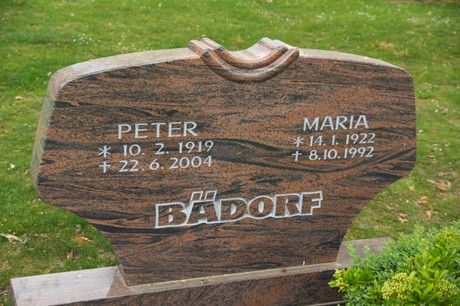 PETER
* 10. 2. 1919
† 22. 6. 2004
MARIA
* 14. 1. 1922
† 8. 10. 1992
BÄDORF